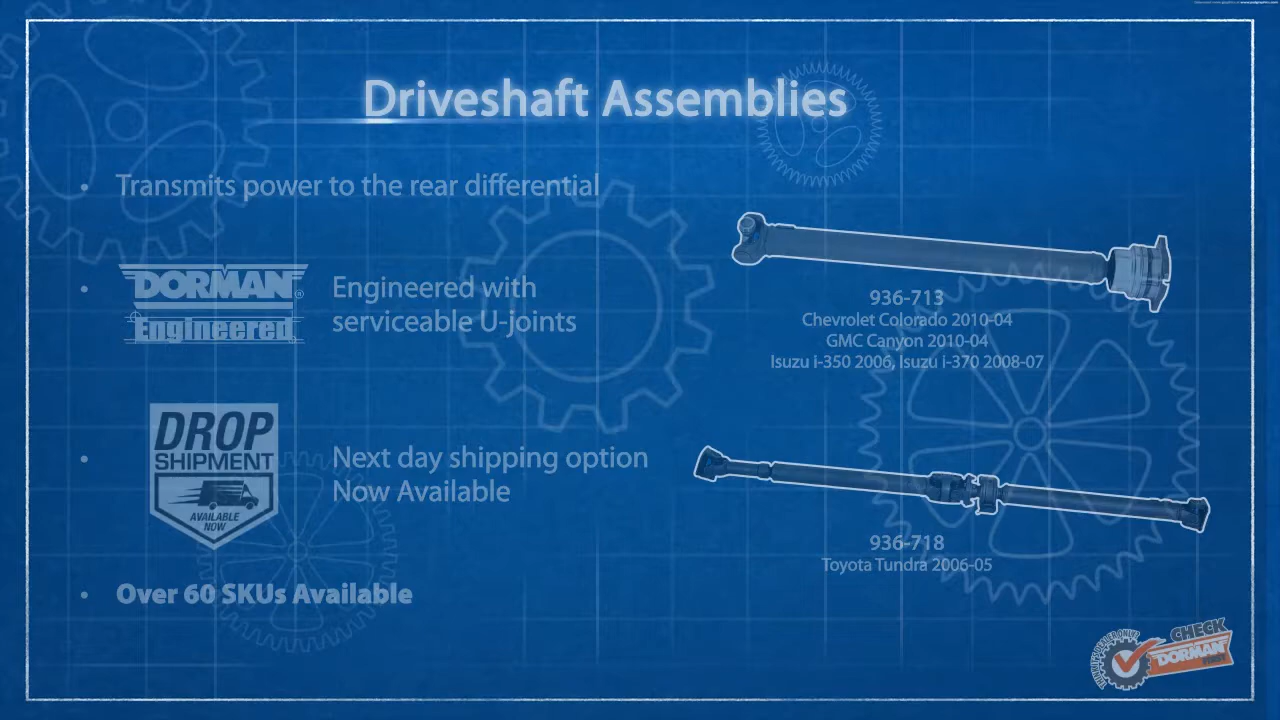 Driveshaft Assemblies
• Transmits power to the rear differential
• DORMAN®
Engineered
Engineered with
serviceable U-joints
936-713
Chevrolet Colorado 2010-04
GMC Canyon 2010-04
Isuzu i-350 2006, Isuzu i-370 2008-07
• DROP
SHIPMENT
AVAILABLE
NOW
Next day shipping option
Now Available
936-718
Toyota Tundra 2006-05
• Over 60 SKUs Available
CHECK
DORMAN
FIRST